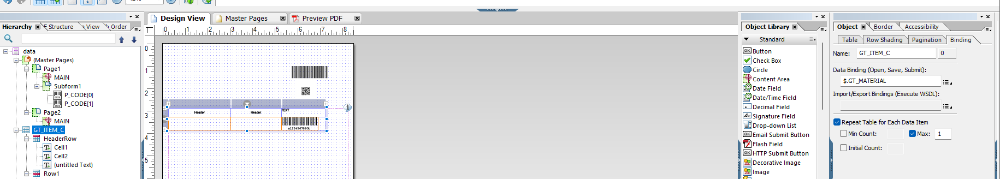 Design View
Master Pages
Preview PDF
Hierarchy
Structure
View
Order
Object Library
Object
Border
Accessibility
0 1 2 3 4 5 6 7 8
Standard
Table
Row Shading
Pagination
Binding
data
(Master Pages)
Page1
MAIN
Subform1
P_CODE[0]
P_CODE[1]
Page2
MAIN
GT_ITEM_C
HeaderRow
Cell1
Cell2
(untitled Text)
Row1
0
1
2
3
4
5
Header
Header
TEXT
a1234567890b
Button
Check Box
Circle
Content Area
Date Field
Date/Time Field
Decimal Field
Signature Field
Drop-down List
Email Submit Button
Flash Field
HTTP Submit Button
Decorative Image
Image
Name: GT_ITEM_C 0
Data Binding (Open, Save, Submit):
$.GT_MATERIAL
Import/Export Bindings (Execute WSDL):
Repeat Table for Each Data Item
Min Count:
Max: 1
Initial Count: